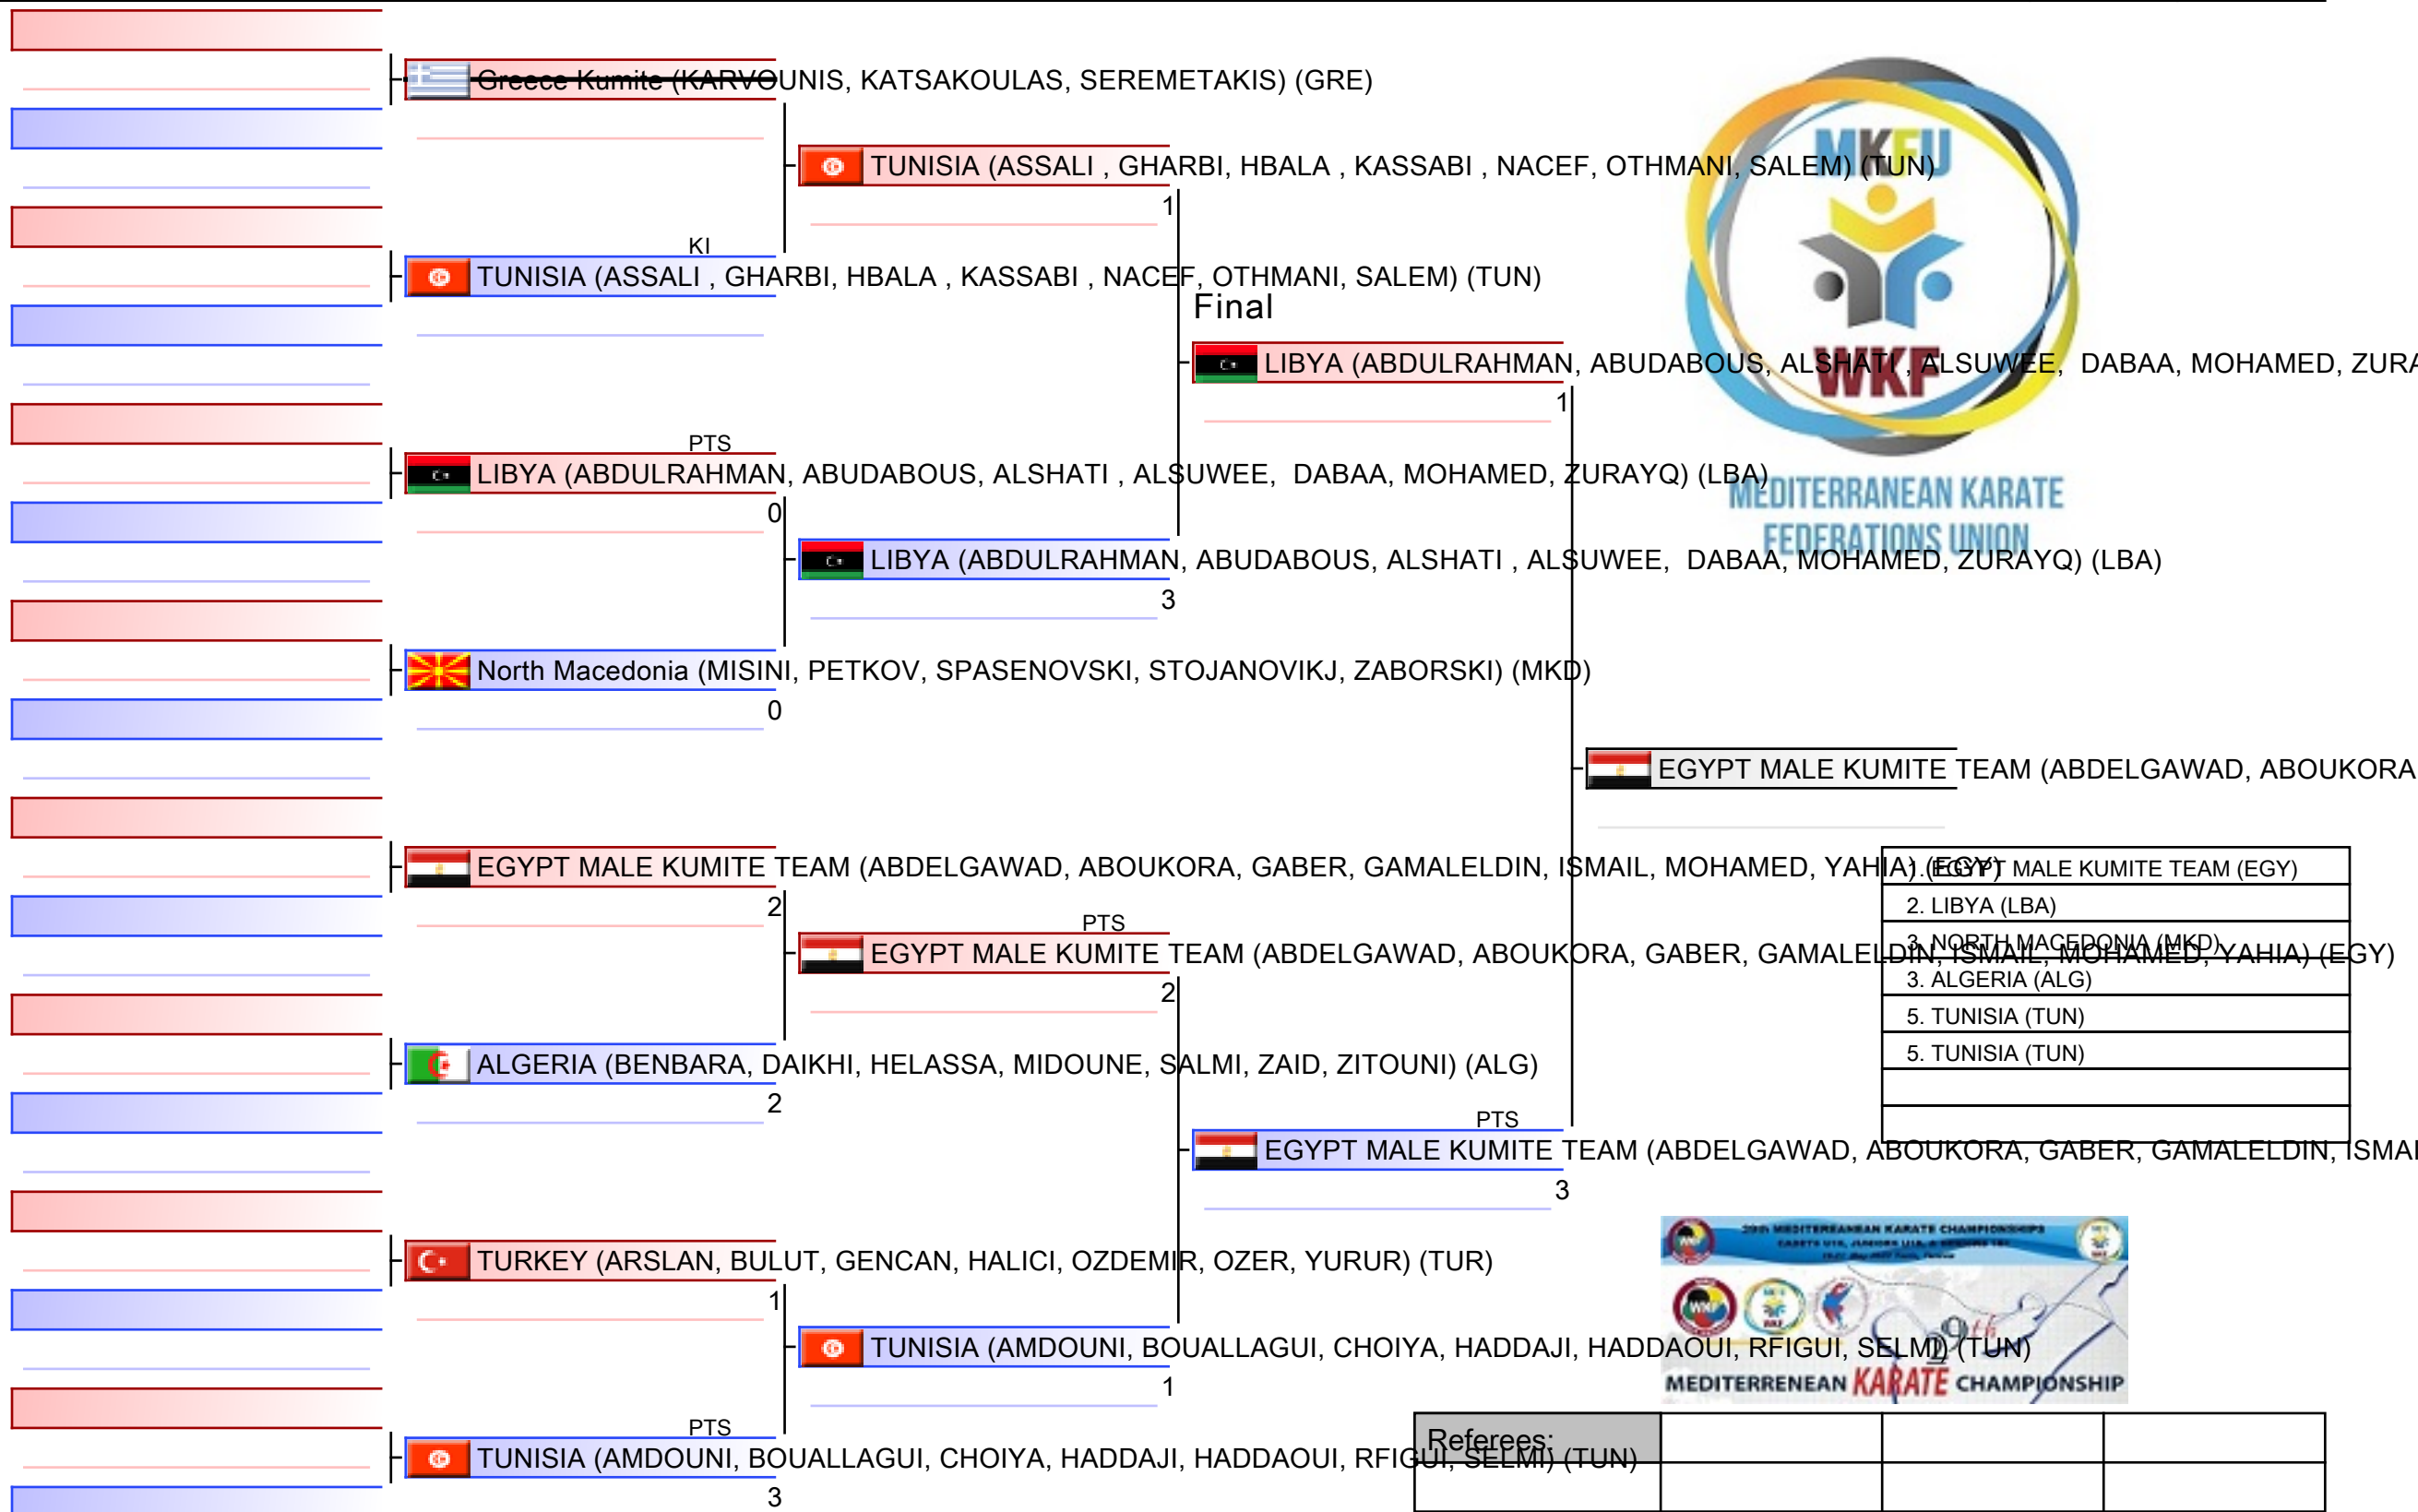 Greece Kumite (KARVOUNIS, KATSAKOULAS, SEREMETAKIS) (GRE)
MKFU
TUNISIA (ASSALI , GHARBI, HBALA , KASSABI , NACEF, OTHMANI, SALEM) (TUN)
1
KI
TUNISIA (ASSALI , GHARBI, HBALA , KASSABI , NACEF, OTHMANI, SALEM) (TUN)
Final
LIBYA (ABDULRAHMAN, ABUDABOUS, ALSHATI , ALSUWEE, DABAA, MOHAMED, ZURA
WKF
1
PTS
LIBYA (ABDULRAHMAN, ABUDABOUS, ALSHATI , ALSUWEE, DABAA, MOHAMED, ZURAYQ) (LBA)
MEDITERRANEAN KARATE
0
FEDERATIONS UNION
LIBYA (ABDULRAHMAN, ABUDABOUS, ALSHATI , ALSUWEE, DABAA, MOHAMED, ZURAYQ) (LBA)
3
North Macedonia (MISINI, PETKOV, SPASENOVSKI, STOJANOVIKJ, ZABORSKI) (MKD)
0
EGYPT MALE KUMITE TEAM (ABDELGAWAD, ABOUKORA
EGYPT MALE KUMITE TEAM (ABDELGAWAD, ABOUKORA, GABER, GAMALELDIN, ISMAIL, MOHAMED, YAHIA) (EGY)
1. EGYPT MALE KUMITE TEAM (EGY)
2
2. LIBYA (LBA)
PTS
3. NORTH MACEDONIA (MKD)
EGYPT MALE KUMITE TEAM (ABDELGAWAD, ABOUKORA, GABER, GAMALELDIN, ISMAIL, MOHAMED, YAHIA) (EGY)
3. ALGERIA (ALG)
2
5. TUNISIA (TUN)
5. TUNISIA (TUN)
ALGERIA (BENBARA, DAIKHI, HELASSA, MIDOUNE, SALMI, ZAID, ZITOUNI) (ALG)
2
PTS
EGYPT MALE KUMITE TEAM (ABDELGAWAD, ABOUKORA, GABER, GAMALELDIN, ISMAI
3
29th MEDITERRANEAN KARATE CHAMPIONSHIPS
TURKEY (ARSLAN, BULUT, GENCAN, HALICI, OZDEMIR, OZER, YURUR) (TUR)
1
WKF
29th
TUNISIA (AMDOUNI, BOUALLAGUI, CHOIYA, HADDAJI, HADDAOUI, RFIGUI, SELMI) (TUN)
MEDITERRENEAN KARATE CHAMPIONSHIP
1
PTS
Referees:
TUNISIA (AMDOUNI, BOUALLAGUI, CHOIYA, HADDAJI, HADDAOUI, RFIGUI, SELMI) (TUN)
3